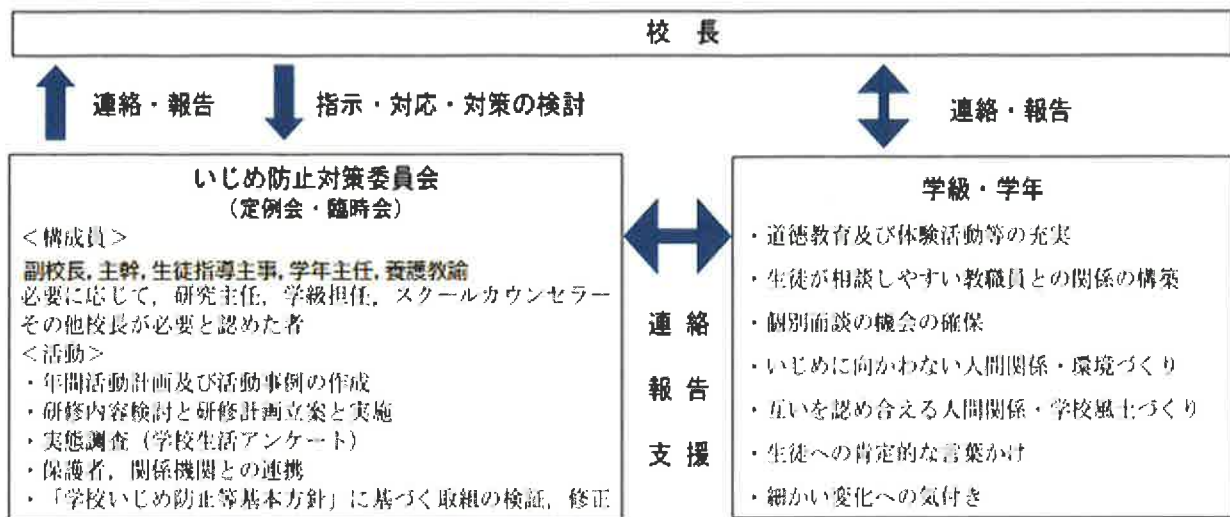 校 長
連絡・報告
指示・対応・対策の検討
連絡・報告
いじめ防止対策委員会
(定例会・臨時会)
<構成員>
副校長, 主幹, 生徒指導主事, 学年主任, 養護教諭
必要に応じて, 研究主任, 学級担任, スクールカウンセラー
その他校長が必要と認めた者
<活動>
・年間活動計画及び活動事例の作成
・研修内容検討と研修計画立案と実施
・実態調査(学校生活アンケート)
・保護者, 関係機関との連携
・「学校いじめ防止等基本方針」に基づく取組の検証, 修正
連 絡
報 告
支 援
学級・学年
・道徳教育及び体験活動等の充実
・生徒が相談しやすい教職員との関係の構築
・個別面談の機会の確保
・いじめに向かわない人間関係・環境づくり
・互いを認め合える人間関係・学校風土づくり
・生徒への肯定的な言葉かけ
・細かい変化への気付き